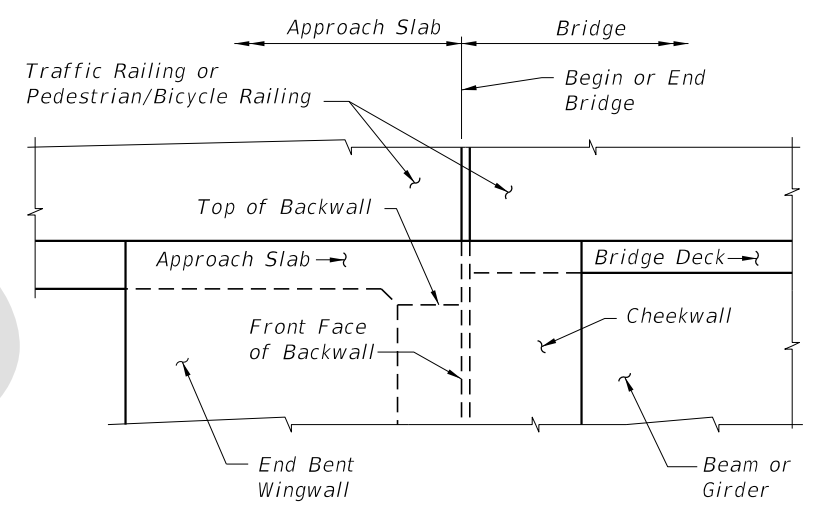 Approach Slab
Bridge
Traffic Railing or
Pedestrian/Bicycle Railing
Begin or End
Bridge
Top of Backwall
Approach Slab
Bridge Deck
Front Face
of Backwall
Cheekwall
End Bent
Wingwall
Beam or
Girder